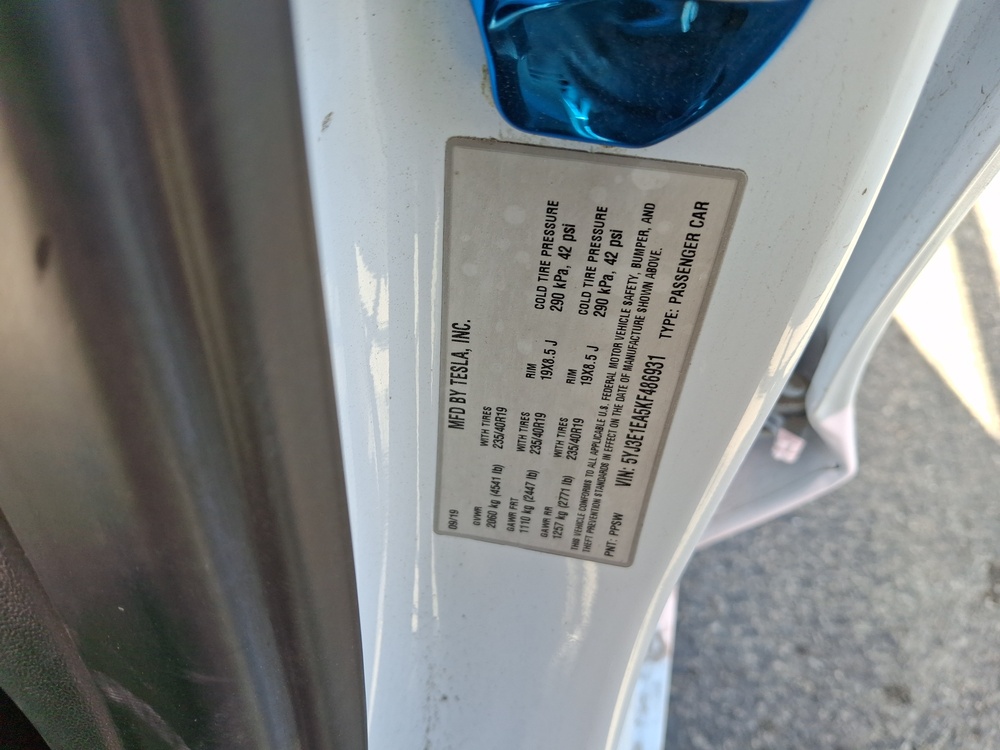 MFD BY TESLA, INC.
09/19
GVWR
2060 kg (4541 lb)
WITH TIRES
235/40R19
RIM
19X8.5 J
COLD TIRE PRESSURE
290 kPa, 42 psi
GAWR FRT
1110 kg (2447 lb)
WITH TIRES
235/40R19
RIM
19X8.5 J
COLD TIRE PRESSURE
290 kPa, 42 psi
GAWR RR
1257 kg (2771 lb)
WITH TIRES
235/40R19
THIS VEHICLE CONFORMS TO ALL APPLICABLE U.S. FEDERAL MOTOR VEHICLE SAFETY, BUMPER, AND
THEFT PREVENTION STANDARDS IN EFFECT ON THE DATE OF MANUFACTURE SHOWN ABOVE.
PNT: PPSW VIN: 5YJ3E1EA5KF486931 TYPE: PASSENGER CAR